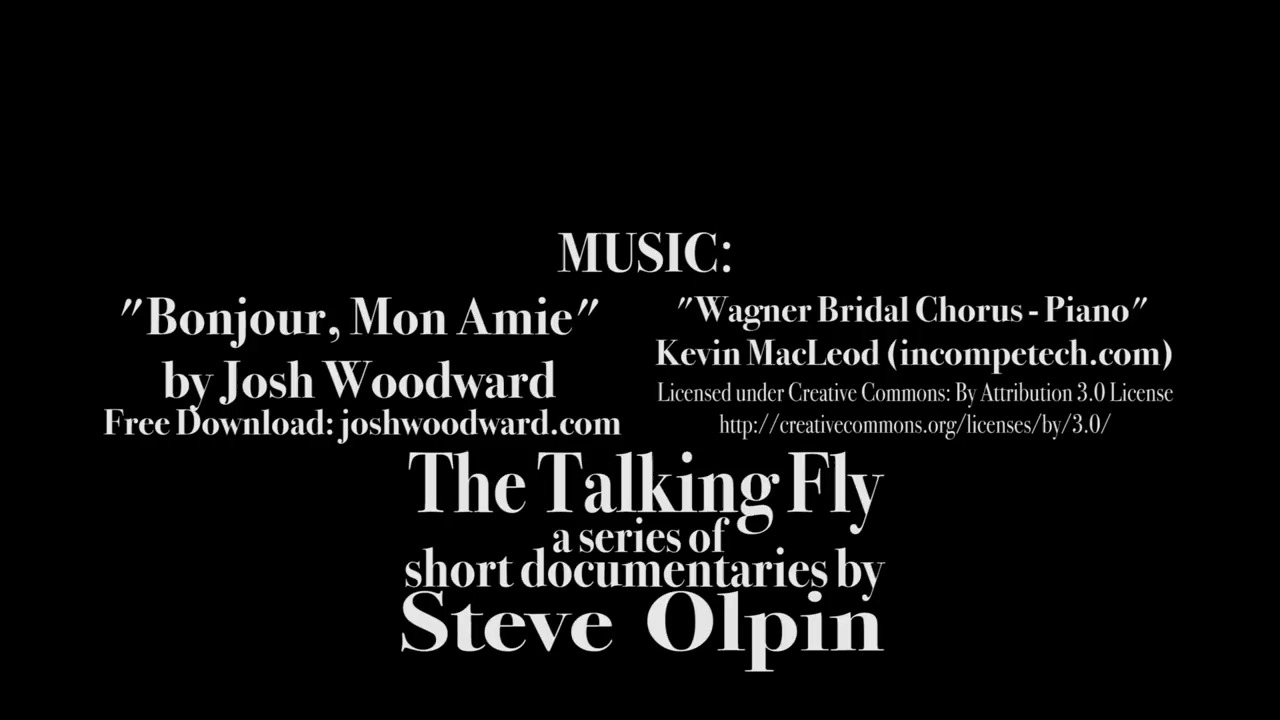 MUSIC:
"Bonjour, Mon Amie"
by Josh Woodward
Free Download: joshwoodward.com
"Wagner Bridal Chorus - Piano"
Kevin MacLeod (incompetech.com)
Licensed under Creative Commons: By Attribution 3.0 License
http://creativecommons.org/licenses/by/3.0/
The Talking Fly
a series of
short documentaries by
Steve Olpin